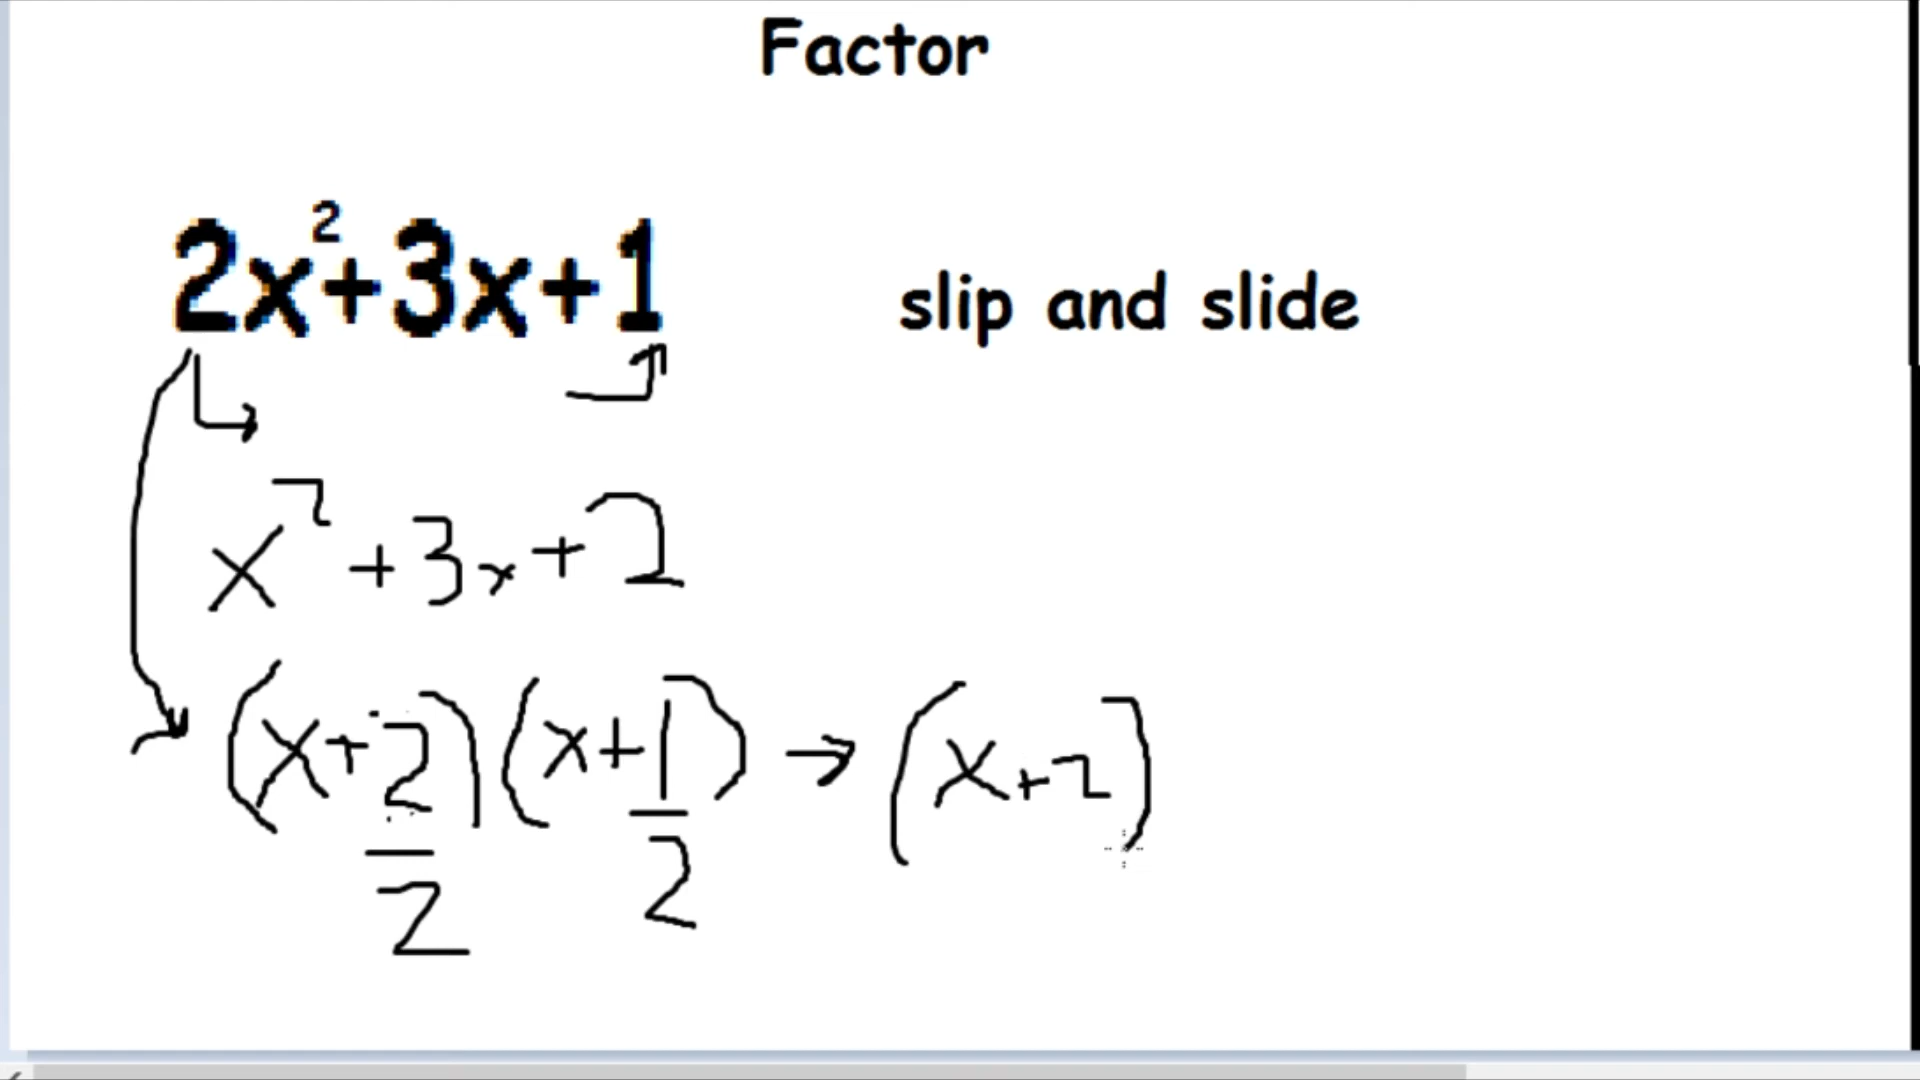 Factor
2x²+3x+1
slip and slide
x²+3x+2
(x+2/2)(x+1/2)→(x+2)